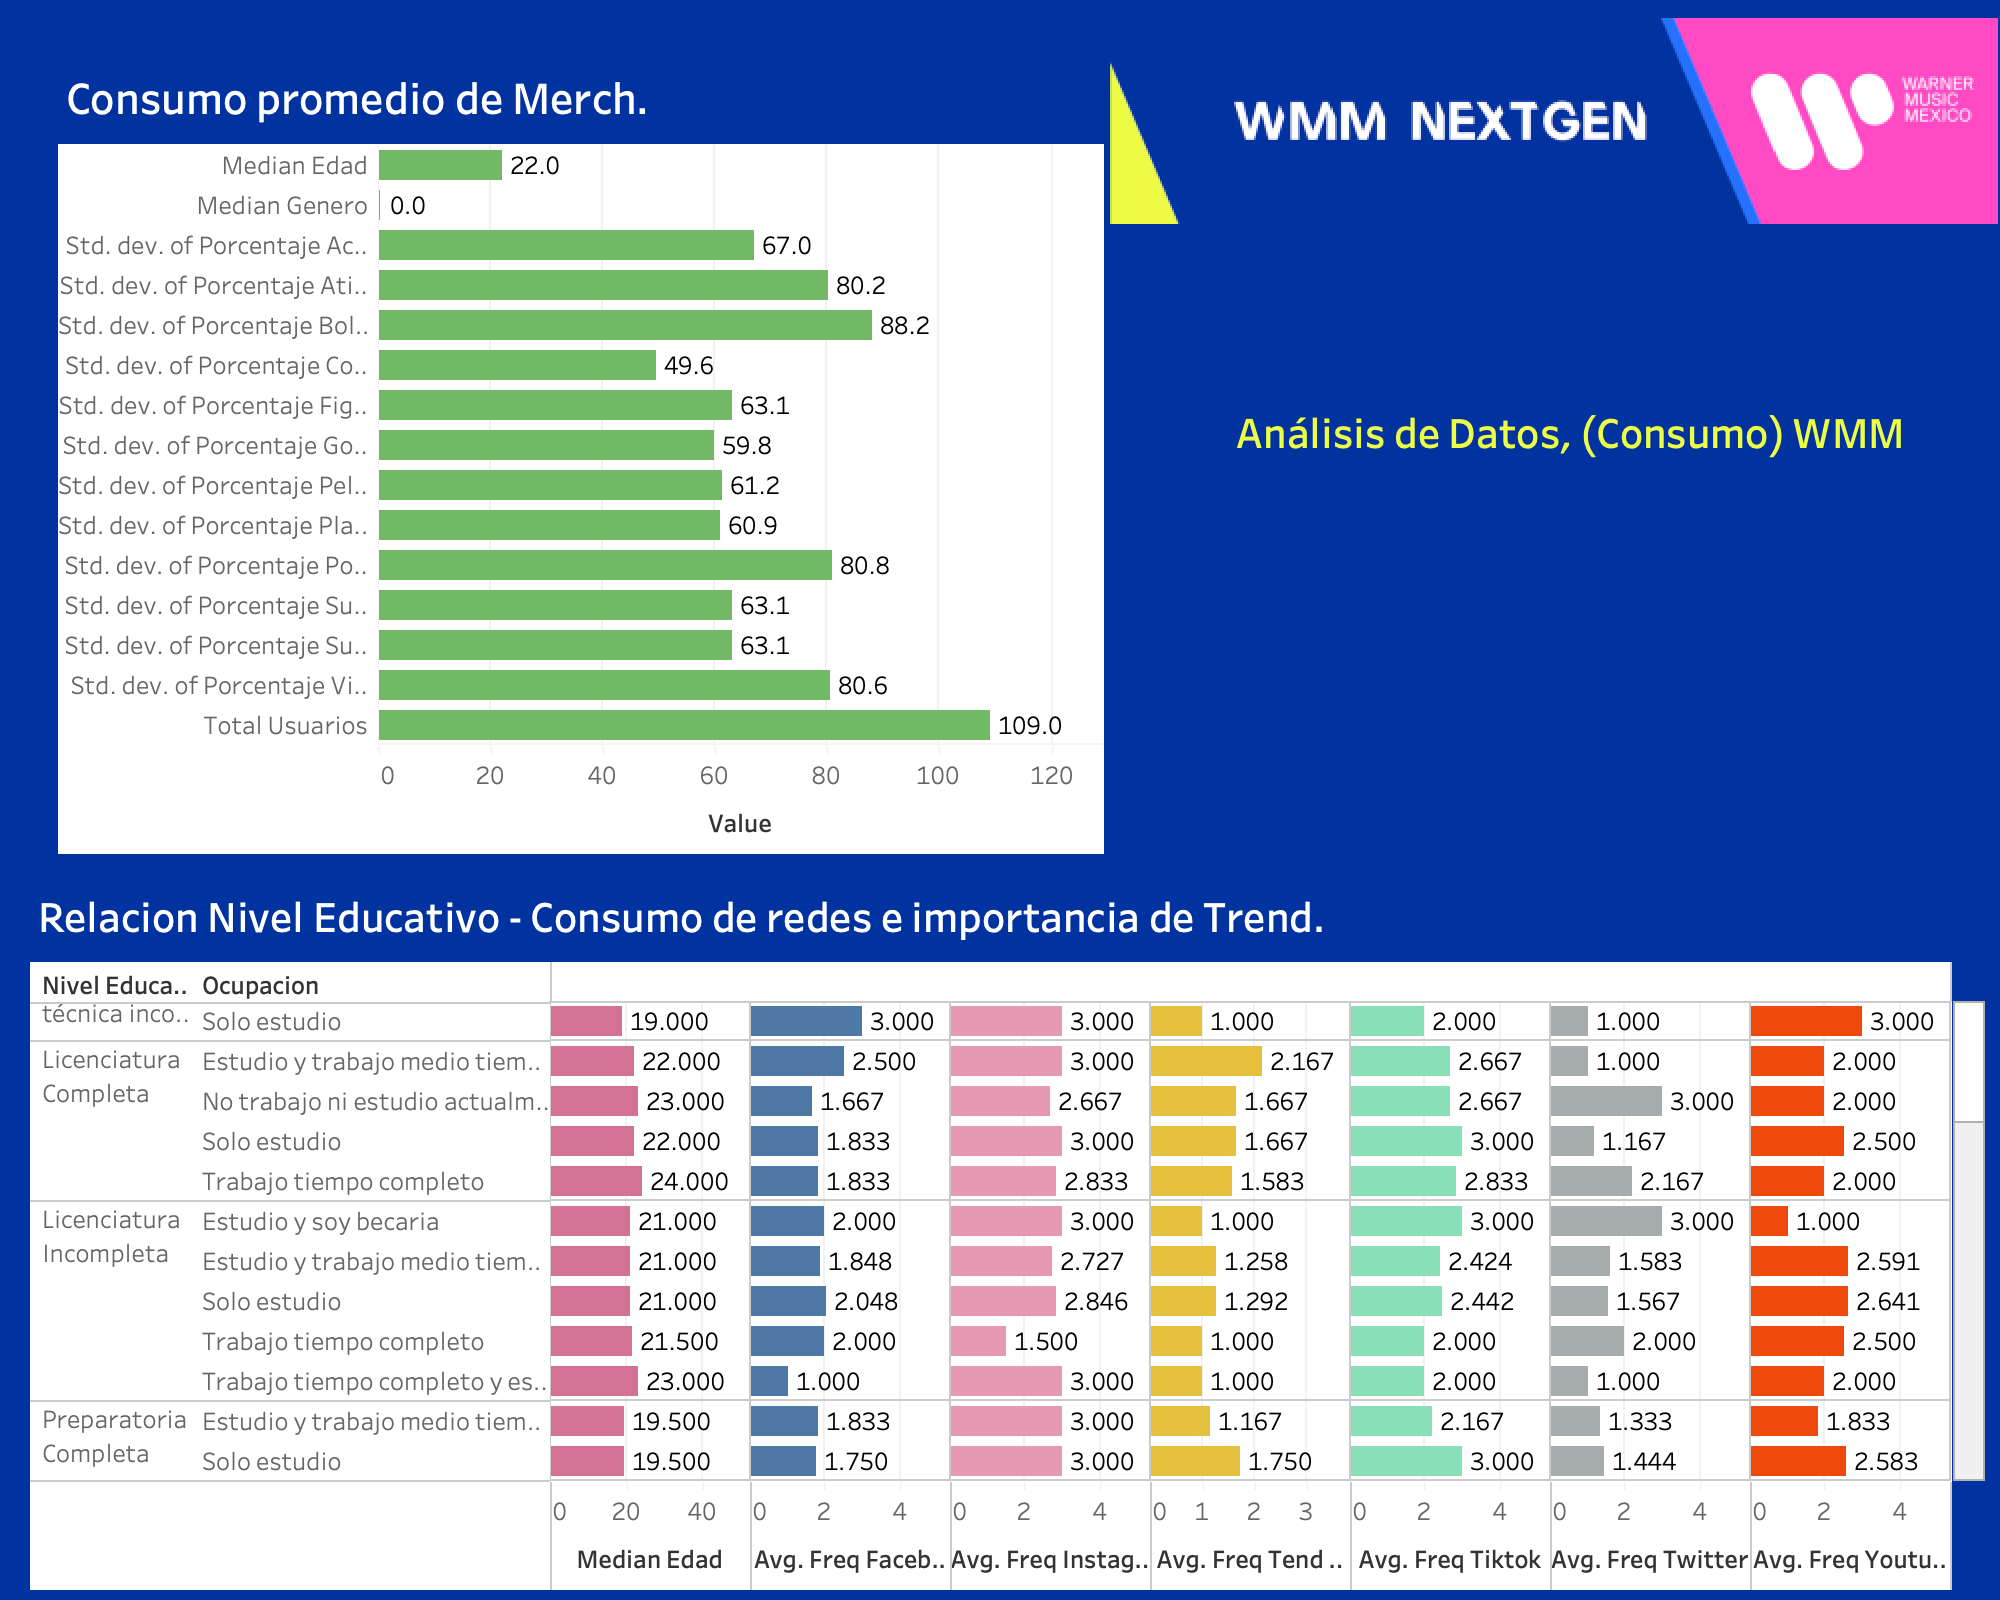 Consumo promedio de Merch.
WMM NEXTGEN
WARNER
MUSIC
MEXICO
Análisis de Datos, (Consumo) WMM
Median Edad 22.0
Median Genero 0.0
Std. dev. of Porcentaje Ac.. 67.0
Std. dev. of Porcentaje Ati.. 80.2
Std. dev. of Porcentaje Bol.. 88.2
Std. dev. of Porcentaje Co.. 49.6
Std. dev. of Porcentaje Fig.. 63.1
Std. dev. of Porcentaje Go.. 59.8
Std. dev. of Porcentaje Pel.. 61.2
Std. dev. of Porcentaje Pla.. 60.9
Std. dev. of Porcentaje Po.. 80.8
Std. dev. of Porcentaje Su.. 63.1
Std. dev. of Porcentaje Su.. 63.1
Std. dev. of Porcentaje Vi.. 80.6
Total Usuarios 109.0
0 20 40 60 80 100 120
Value
Relacion Nivel Educativo - Consumo de redes e importancia de Trend.
Nivel Educa.. Ocupacion
técnica inco.. Solo estudio 19.000 3.000 3.000 1.000 2.000 1.000 3.000
Licenciatura Completa Estudio y trabajo medio tiem.. 22.000 2.500 3.000 2.167 2.667 1.000 2.000
No trabajo ni estudio actualm.. 23.000 1.667 2.667 1.667 2.667 3.000 2.000
Solo estudio 22.000 1.833 3.000 1.667 3.000 1.167 2.500
Trabajo tiempo completo 24.000 1.833 2.833 1.583 2.833 2.167 2.000
Licenciatura Incompleta Estudio y soy becaria 21.000 2.000 3.000 1.000 3.000 3.000 1.000
Estudio y trabajo medio tiem.. 21.000 1.848 2.727 1.258 2.424 1.583 2.591
Solo estudio 21.000 2.048 2.846 1.292 2.442 1.567 2.641
Trabajo tiempo completo 21.500 2.000 1.500 1.000 2.000 2.000 2.500
Trabajo tiempo completo y es.. 23.000 1.000 3.000 1.000 2.000 1.000 2.000
Preparatoria Completa Estudio y trabajo medio tiem.. 19.500 1.833 3.000 1.167 2.167 1.333 1.833
Solo estudio 19.500 1.750 3.000 1.750 3.000 1.444 2.583
0 20 40 0 2 4 0 2 4 0 1 2 3 0 2 4 0 2 4 0 2 4
Median Edad Avg. Freq Faceb.. Avg. Freq Instag.. Avg. Freq Tend .. Avg. Freq Tiktok Avg. Freq Twitter Avg. Freq Youtu..